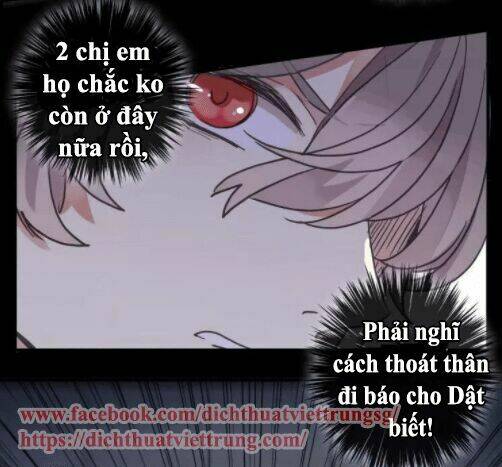 2 chị em
họ chắc ko
còn ở đây
nữa rồi,
Phải nghĩ
cách thoát thân
đi báo cho Dật
biết!
www.facebook.com/dichthuatviettrungsg/
https://dichthuatviettrung.com/